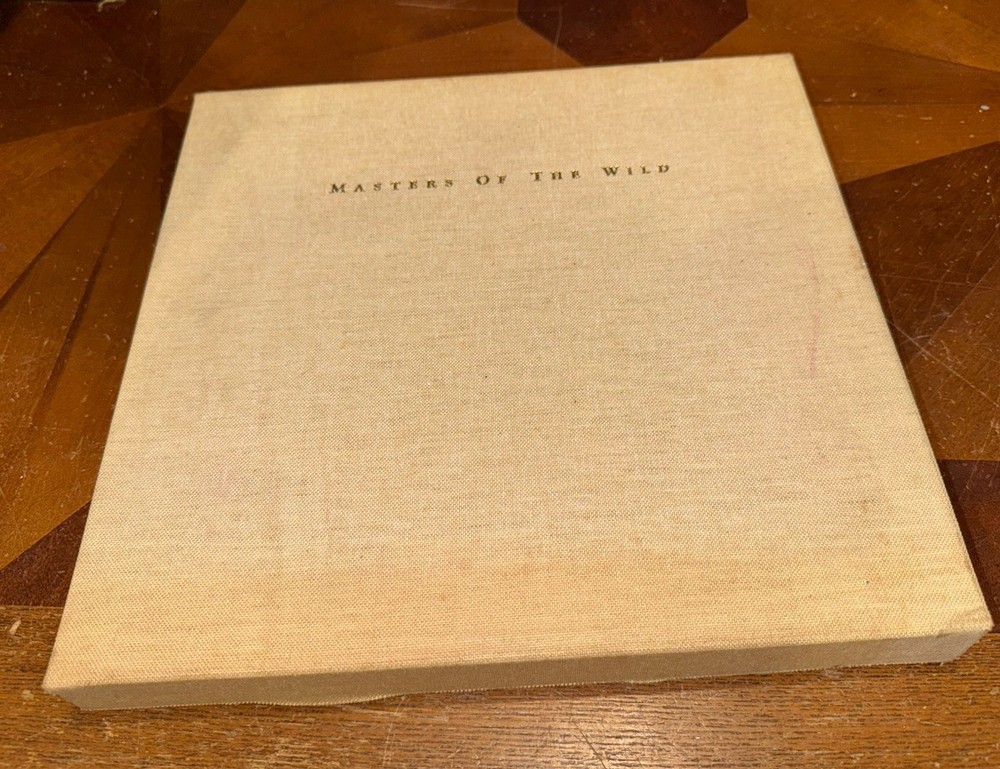 Masters Of The Wild